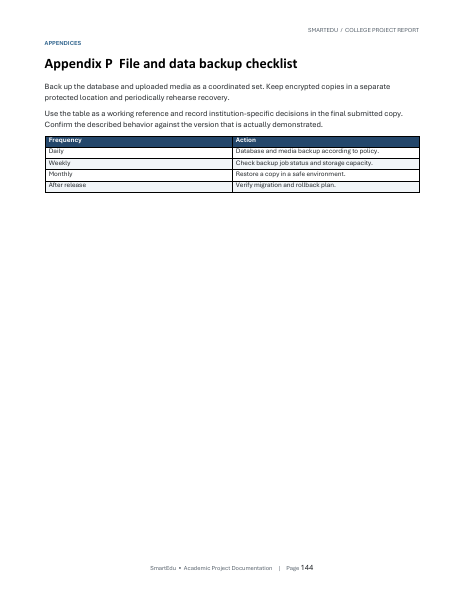 SMARTEDU / COLLEGE PROJECT REPORT
APPENDICES
Appendix P File and data backup checklist
Back up the database and uploaded media as a coordinated set. Keep encrypted copies in a separate
protected location and periodically rehearse recovery.
Use the table as a working reference and record institution-specific decisions in the final submitted copy.
Confirm the described behavior against the version that is actually demonstrated.
Frequency Action
Daily Database and media backup according to policy.
Weekly Check backup job status and storage capacity.
Monthly Restore a copy in a safe environment.
After release Verify migration and rollback plan.
SmartEdu • Academic Project Documentation | Page 144